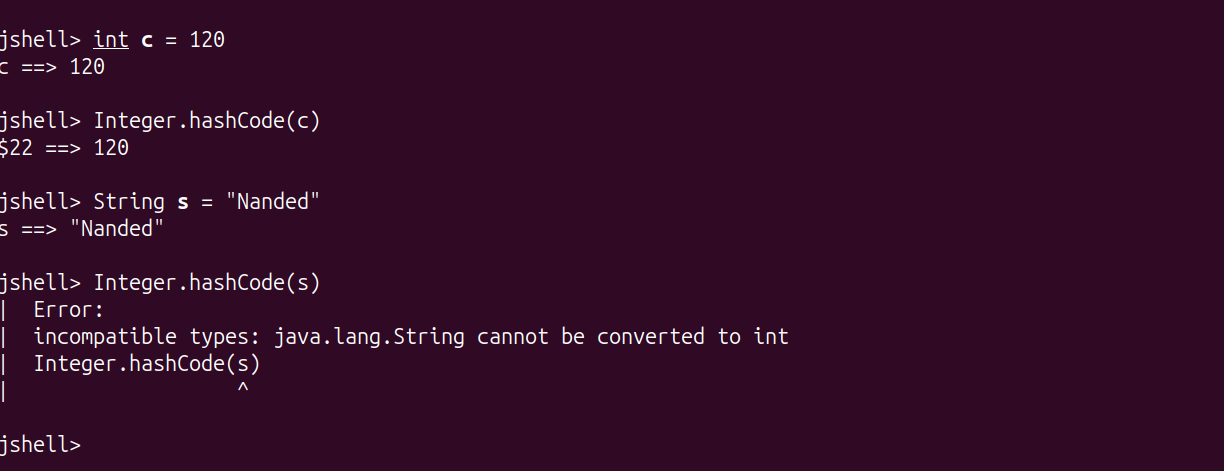 jshell> int c = 120
c ==> 120
jshell> Integer.hashCode(c)
$22 ==> 120
jshell> String s = "Nanded"
s ==> "Nanded"
jshell> Integer.hashCode(s)
|  Error:
|  incompatible types: java.lang.String cannot be converted to int
|  Integer.hashCode(s)
|                   ^
jshell>